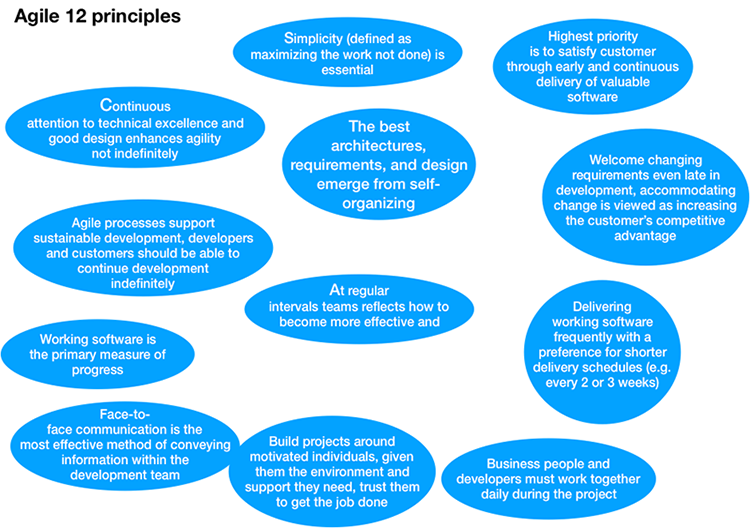 Agile 12 principles
Simplicity (defined as
maximizing the work not done) is
essential
Highest priority
is to satisfy customer
through early and continuous
delivery of valuable
software
Continuous
attention to technical excellence and
good design enhances agility
not indefinitely
The best
architectures,
requirements, and design
emerge from self-
organizing
Welcome changing
requirements even late in
development, accommodating
change is viewed as increasing
the customer's competitive
advantage
Agile processes support
sustainable development, developers
and customers should be able to
continue development
indefinitely
At regular
intervals teams reflects how to
become more effective and
Delivering
working software
frequently with a
preference for shorter
delivery schedules (e.g.
every 2 or 3 weeks)
Working software is
the primary measure of
progress
Face-to-
face communication is the
most effective method of conveying
information within the
development team
Build projects around
motivated individuals, given
them the environment and
support they need, trust them
to get the job done
Business people and
developers must work together
daily during the project